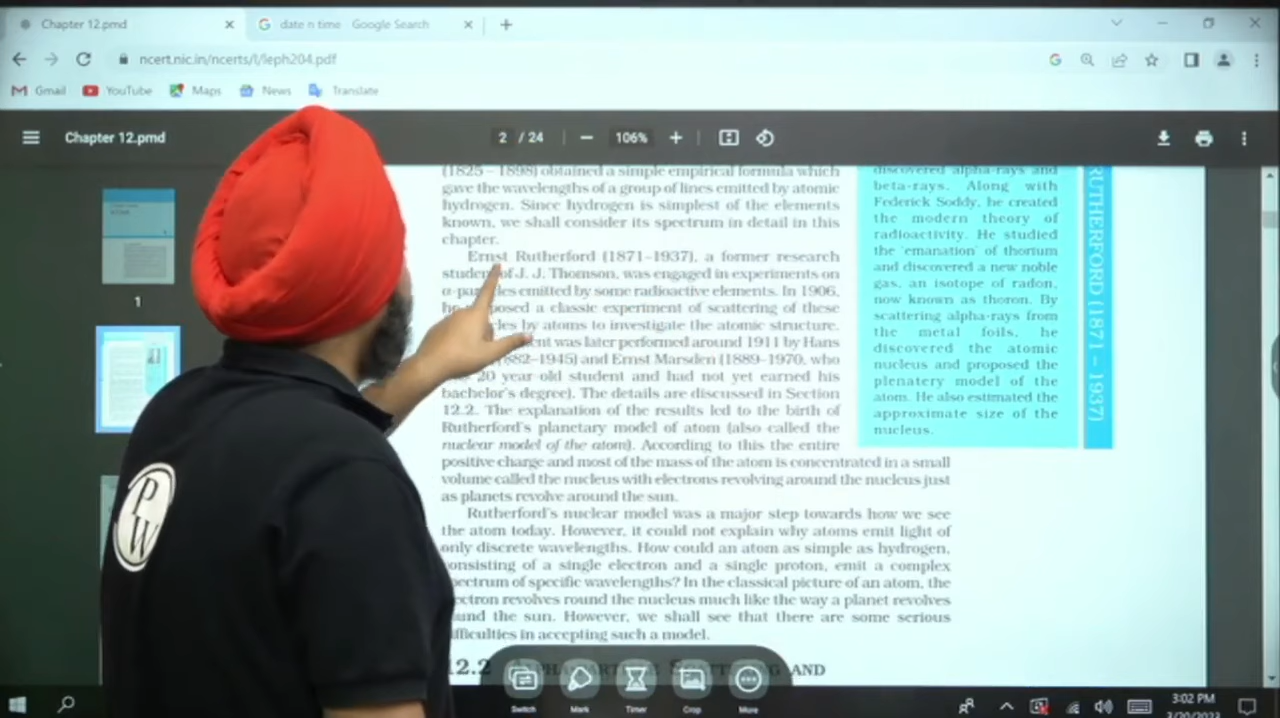 Chapter 12.pmd
date n time Google Search
ncert.nic.in/ncerts/l/leph204.pdf
Gmail YouTube Maps News Translate
Chapter 12.pmd
2 / 24
106%
1
(1825 – 1898) obtained a simple empirical formula which
gave the wavelengths of a group of lines emitted by atomic
hydrogen. Since hydrogen is simplest of the elements
known, we shall consider its spectrum in detail in this
chapter.
Ernst Rutherford (1871–1937), a former research
of J. J. Thomson, was engaged in experiments on
emitted by some radioactive elements. In 1906,
he a classic experiment of scattering of these
by atoms to investigate the atomic structure.
was later performed around 1911 by Hans
1945) and Ernst Marsden (1889–1970, who
20 year old student and had not yet earned his
bachelor's degree). The details are discussed in Section
12.2. The explanation of the results led to the birth of
Rutherford's planetary model of atom (also called the
nuclear model of the atom). According to this the entire
positive charge and most of the mass of the atom is concentrated in a small
volume called the nucleus with electrons revolving around the nucleus just
as planets revolve around the sun.
Rutherford's nuclear model was a major step towards how we see
the atom today. However, it could not explain why atoms emit light of
only discrete wavelengths. How could an atom as simple as hydrogen,
consisting of a single electron and a single proton, emit a complex
spectrum of specific wavelengths? In the classical picture of an atom, the
electron revolves round the nucleus much like the way a planet revolves
the sun. However, we shall see that there are some serious
difficulties in accepting such a model.
12.2 AND
discovered alpha-rays and
beta-rays. Along with
Federick Soddy, he created
the modern theory of
radioactivity. He studied
the 'emanation' of thorium
and discovered a new noble
gas, an isotope of radon,
now known as thoron. By
scattering alpha-rays from
the metal foils, he
discovered the atomic
nucleus and proposed the
plenatery model of the
atom. He also estimated the
approximate size of the
nucleus.
RUTHERFORD (1871 – 1937)
PW
Switch Mark Timer Crop More
3:02 PM